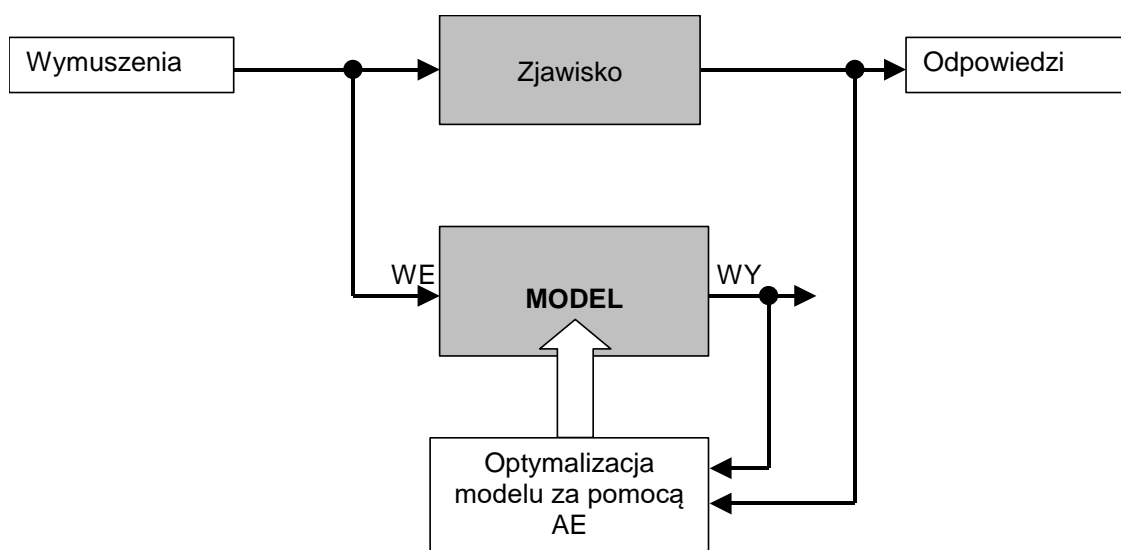 Wymuszenia
Zjawisko
Odpowiedzi
WE
WY
MODEL
Optymalizacja
modelu za pomocą
AE